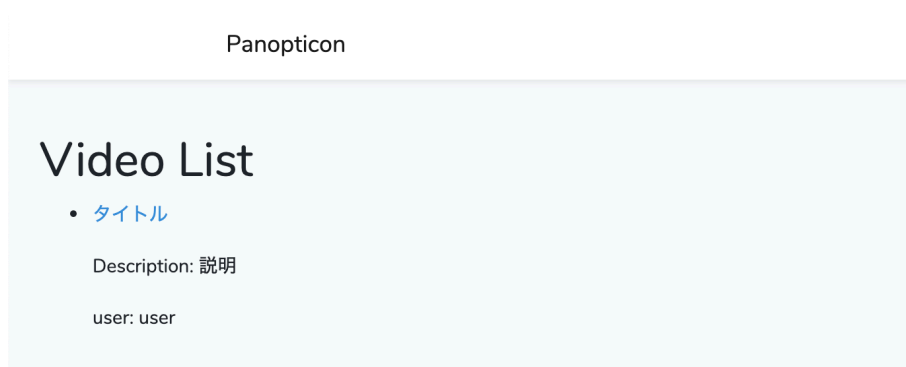 Panopticon
Video List
タイトル
Description: 説明
user: user